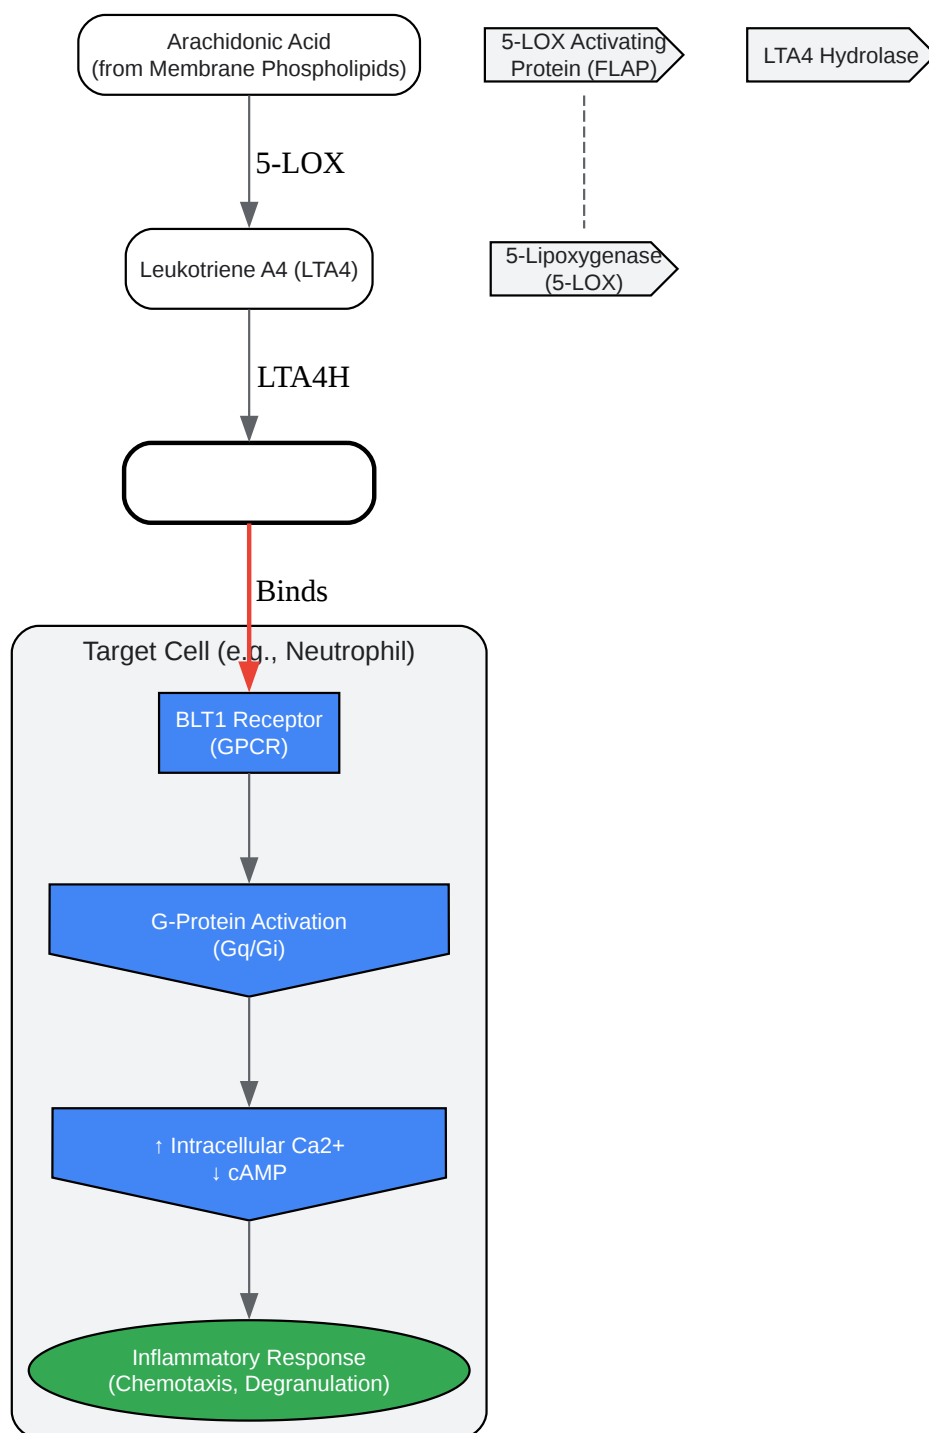 Arachidonic Acid
(from Membrane Phospholipids)
5-LOX Activating
Protein (FLAP)
LTA4 Hydrolase
5-LOX
Leukotriene A4 (LTA4)
5-Lipoxygenase
(5-LOX)
LTA4H
Binds
Target Cell (e.g., Neutrophil)
BLT1 Receptor
(GPCR)
G-Protein Activation
(Gq/Gi)
↑ Intracellular Ca2+
↓ cAMP
Inflammatory Response
(Chemotaxis, Degranulation)